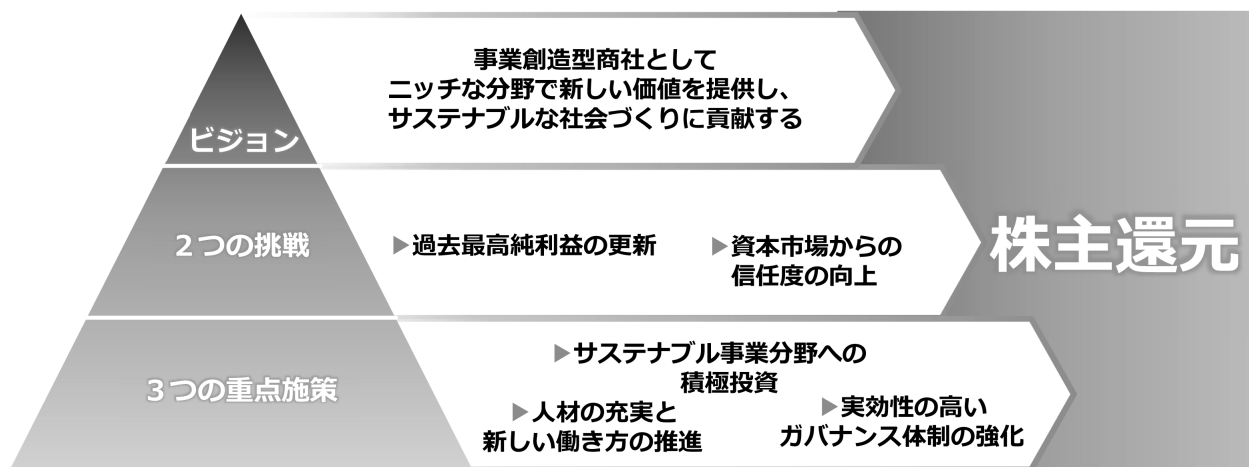 事業創造型商社として
ニッチな分野で新しい価値を提供し、
サステナブルな社会づくりに貢献する
ビジョン
２つの挑戦
▶過去最高純利益の更新
▶資本市場からの
信任度の向上
株主還元
３つの重点施策
▶サステナブル事業分野への
積極投資
▶人材の充実と
新しい働き方の推進
▶実効性の高い
ガバナンス体制の強化